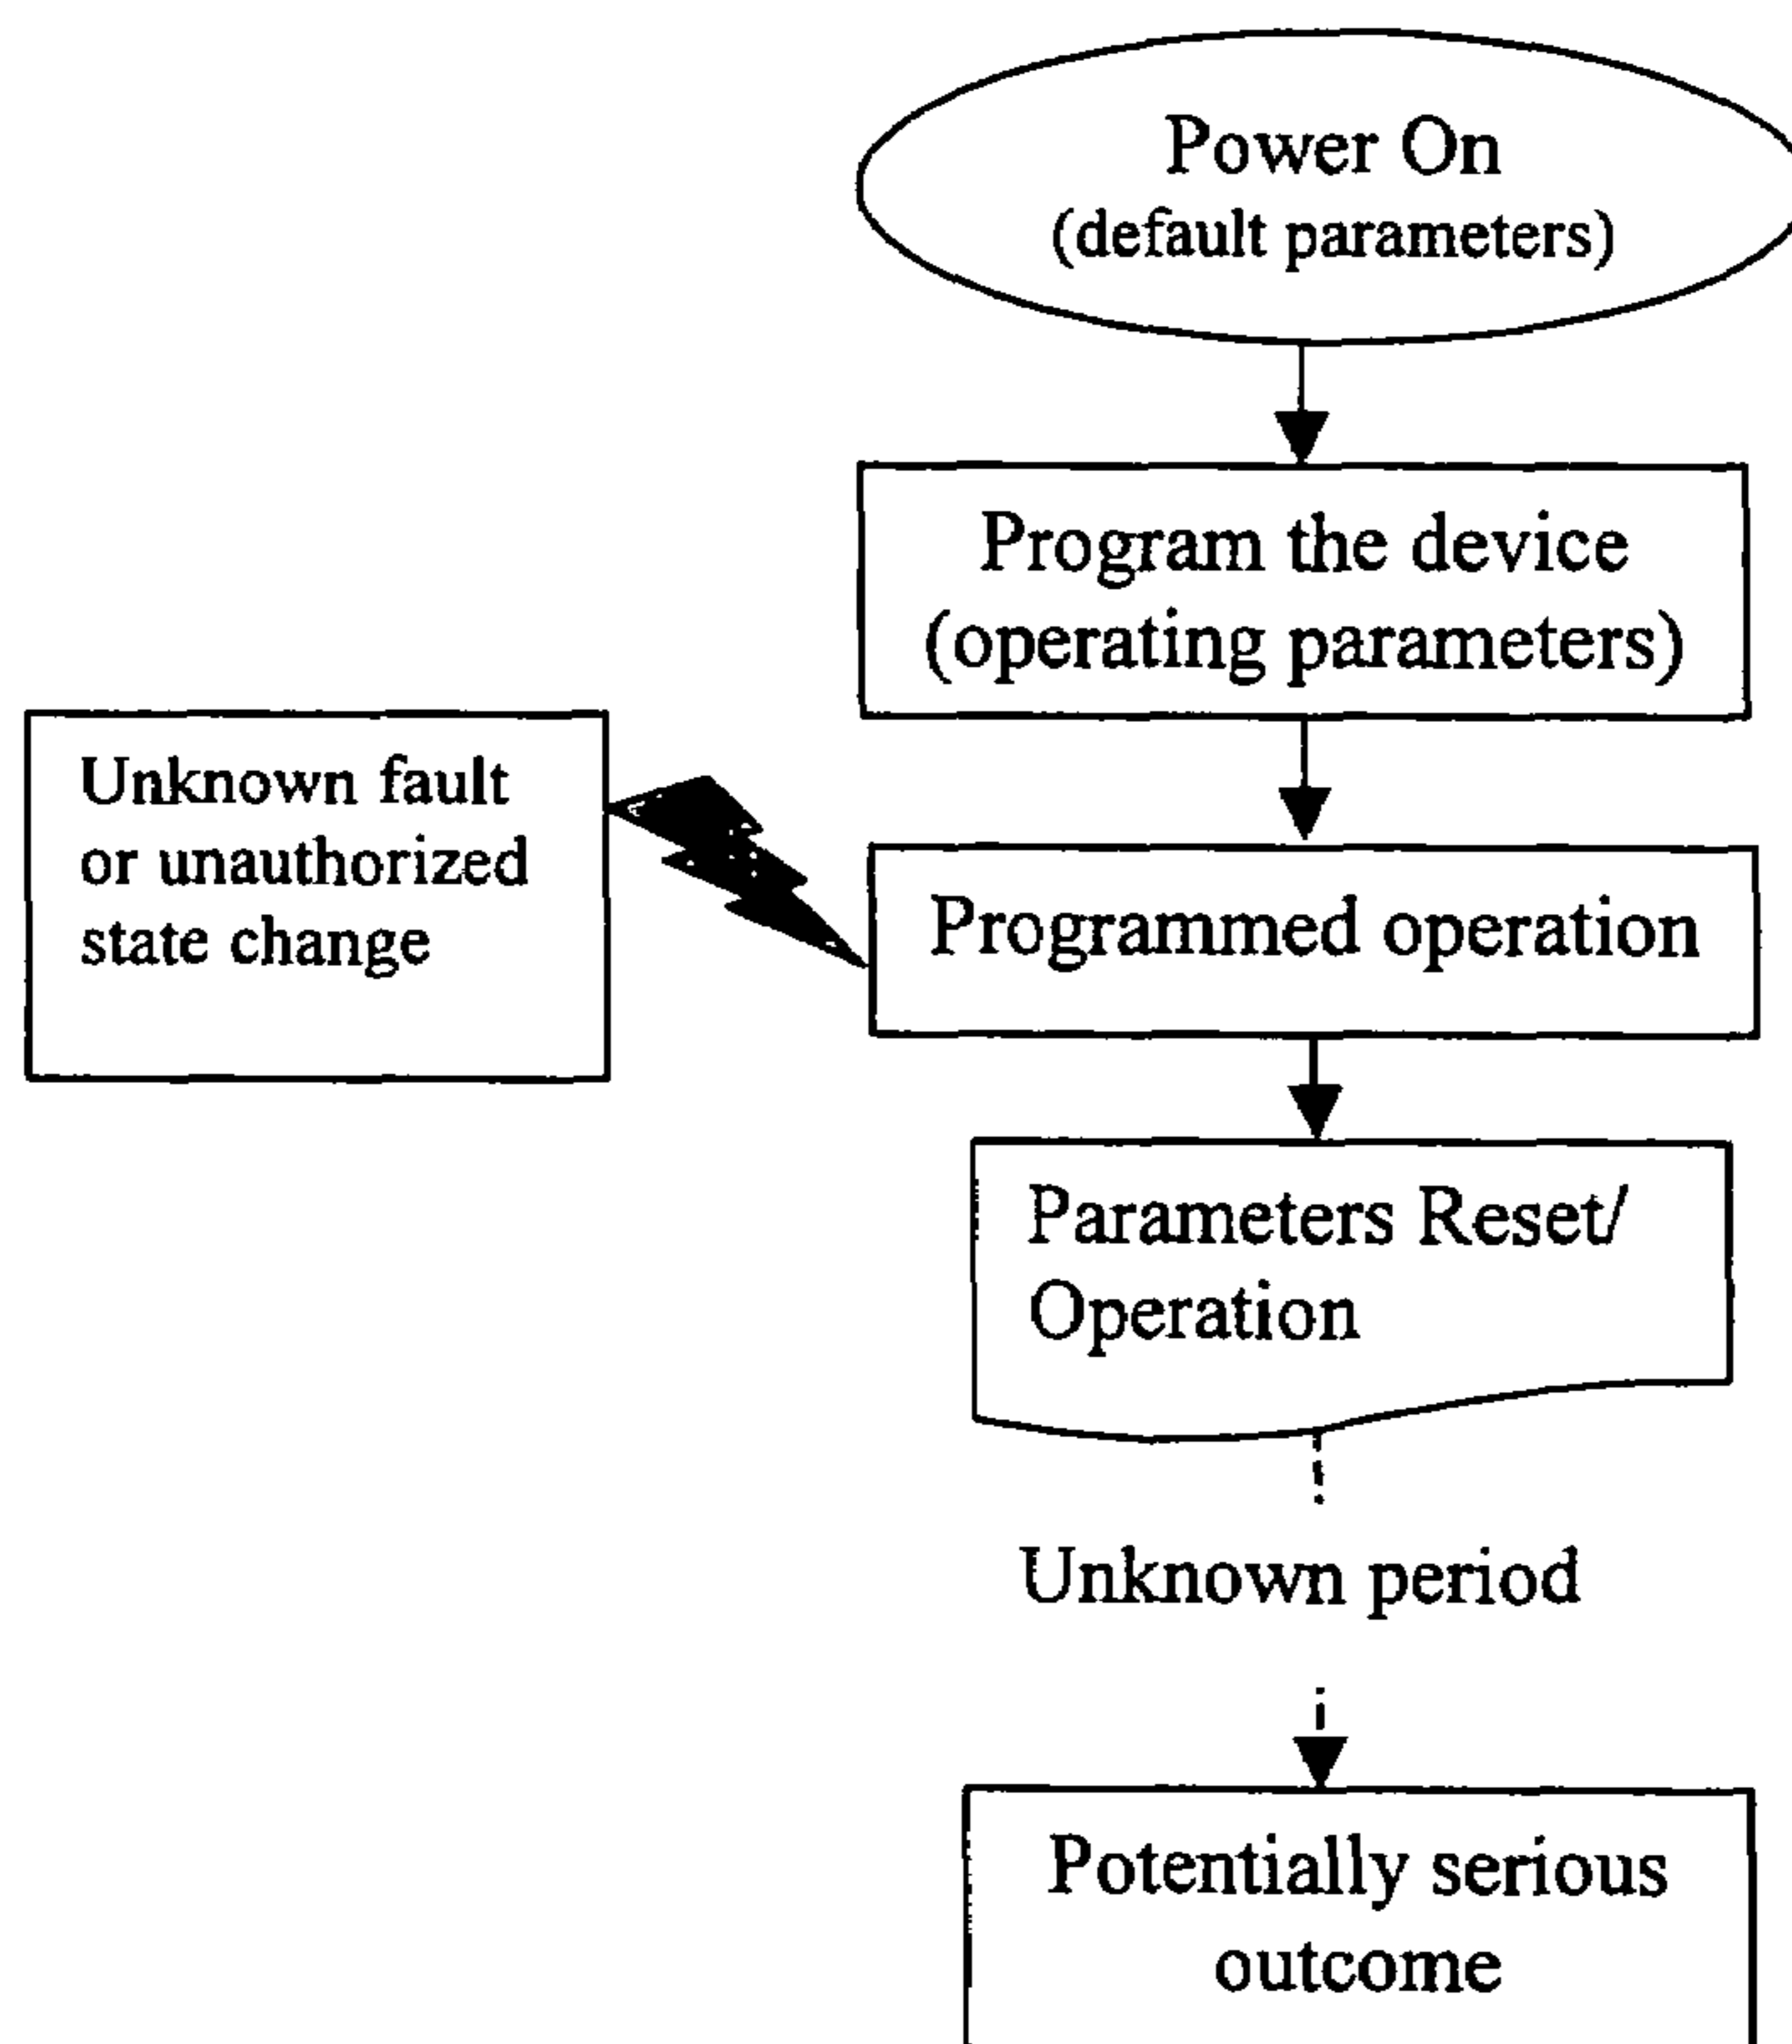 Power On
(default parameters)
Program the device
(operating parameters)
Unknown fault
or unauthorized
state change
Programmed operation
Parameters Reset/
Operation
Unknown period
Potentially serious
outcome